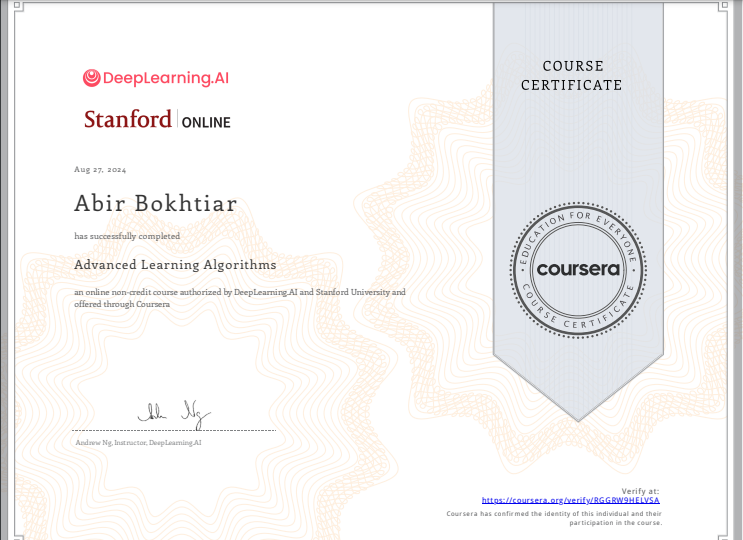 DeepLearning.AI
Stanford | ONLINE
COURSE
CERTIFICATE
Aug 27, 2024
Abir Bokhtiar
has successfully completed
Advanced Learning Algorithms
an online non-credit course authorized by DeepLearning.AI and Stanford University and
offered through Coursera
EDUCATION FOR EVERYONE
coursera
COURSE CERTIFICATE
Andrew Ng, Instructor, DeepLearning.AI
Verify at:
https://coursera.org/verify/RGGRW9HELVSA
Coursera has confirmed the identity of this individual and their
participation in the course.